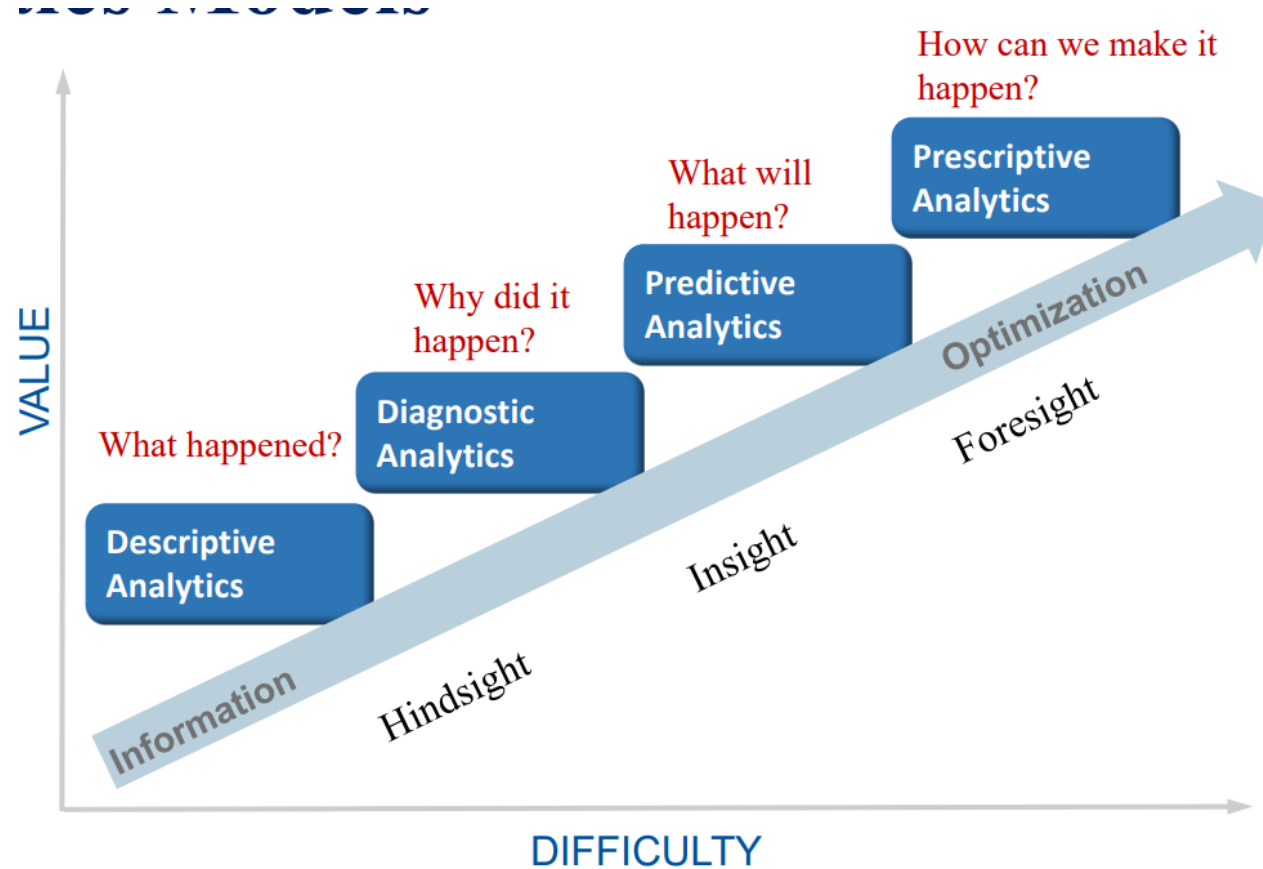 Models
How can we make it
happen?
Prescriptive
Analytics
What will
happen?
Predictive
Analytics
Why did it
happen?
Diagnostic
Analytics
What happened?
Descriptive
Analytics
VALUE
Information
Optimization
Hindsight
Insight
Foresight
DIFFICULTY